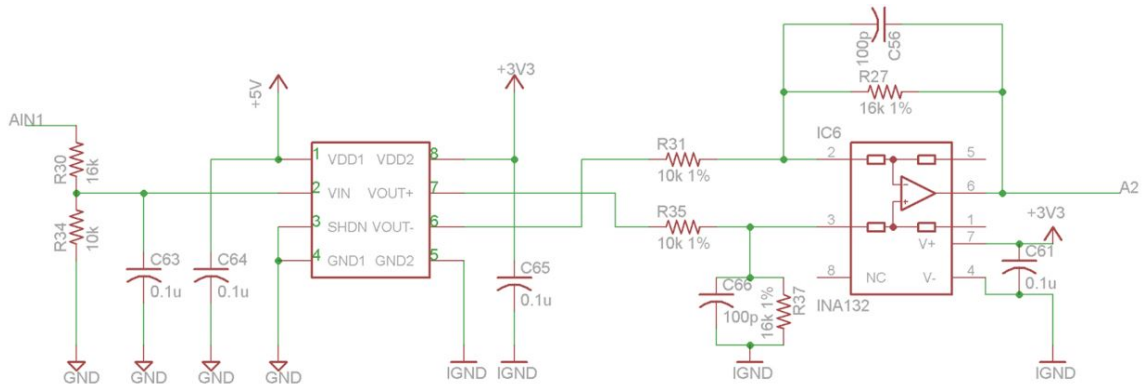 AIN1
R30
16k
R34
10k
GND
C63
0.1u
GND
C64
0.1u
GND
+5V
1 VDD1 VDD2 8
2 VIN VOUT+ 7
3 SHDN VOUT- 6
4 GND1 GND2 5
GND
IGND
+3V3
C65
0.1u
IGND
R31
10k 1%
R35
10k 1%
C66
100p
16k 1%
R37
IGND
100p
C56
R27
16k 1%
IC6
2
3
8
NC
5
6
1
7
V+
4
V-
INA132
A2
+3V3
C61
0.1u
IGND